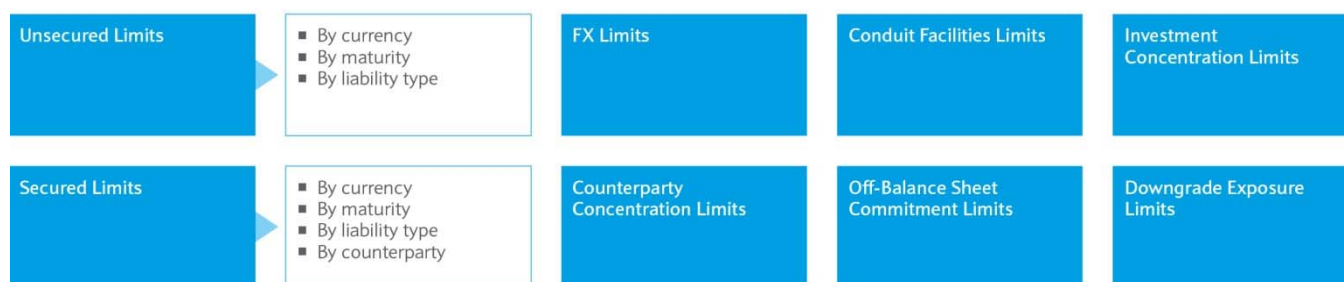 Unsecured Limits
■ By currency
■ By maturity
■ By liability type
FX Limits
Conduit Facilities Limits
Investment
Concentration Limits
Secured Limits
■ By currency
■ By maturity
■ By liability type
■ By counterparty
Counterparty
Concentration Limits
Off-Balance Sheet
Commitment Limits
Downgrade Exposure
Limits